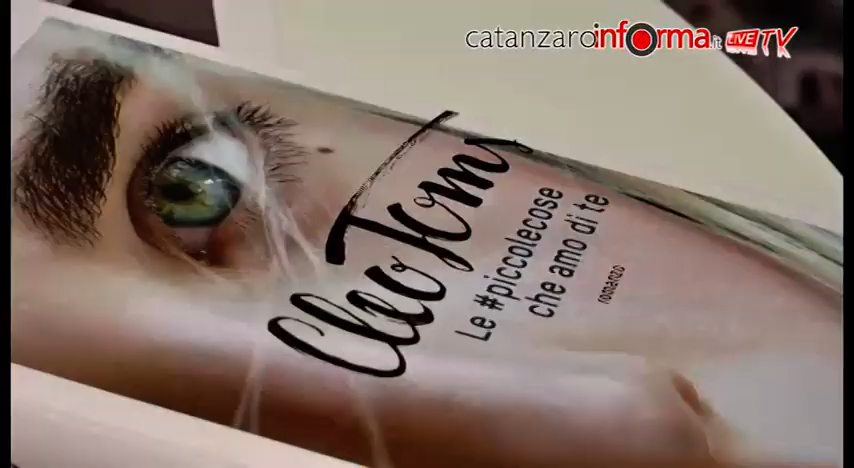 catanzaroinforma.it LIVE TV
Cleo Toms
Le #piccolecose
che amo di te
romanzo